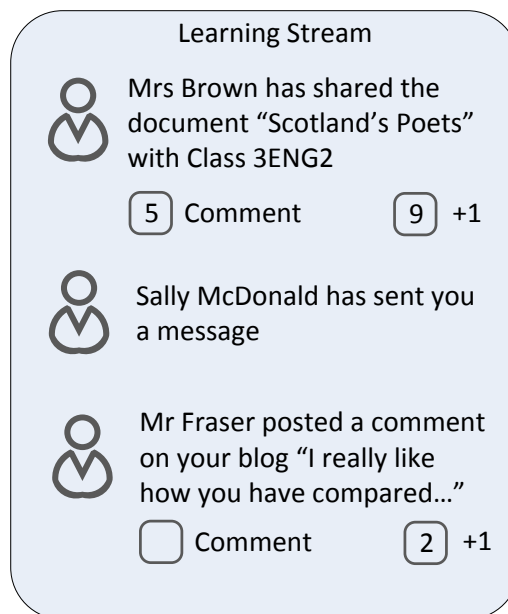 Learning Stream
Mrs Brown has shared the
document “Scotland’s Poets”
with Class 3ENG2
5 Comment 9 +1
Sally McDonald has sent you
a message
Mr Fraser posted a comment
on your blog “I really like
how you have compared…”
Comment 2 +1